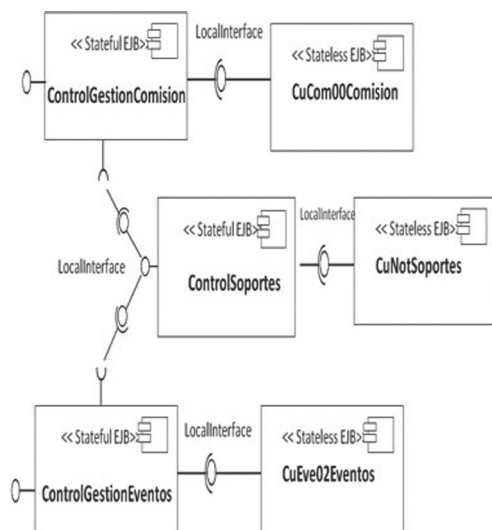 << Stateful EJB>>
ControlGestionComision
LocalInterface
<< Stateless EJB>
CuCom00Comision
<< Stateful EJB>
ControlSoportes
LocalInterface
<< Stateless EJB>
CuNotSoportes
LocalInterface
<< Stateful EJB>>
ControlGestionEventos
LocalInterface
<< Stateless EJB>
CuEve02Eventos